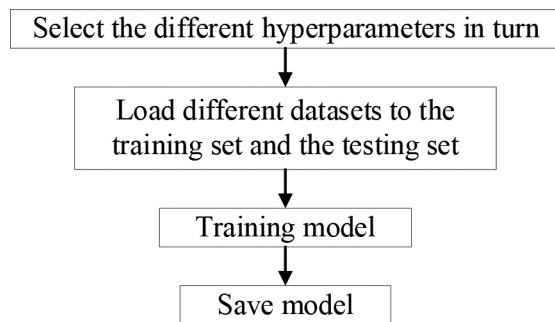 Select the different hyperparameters in turn
Load different datasets to the
training set and the testing set
Training model
Save model